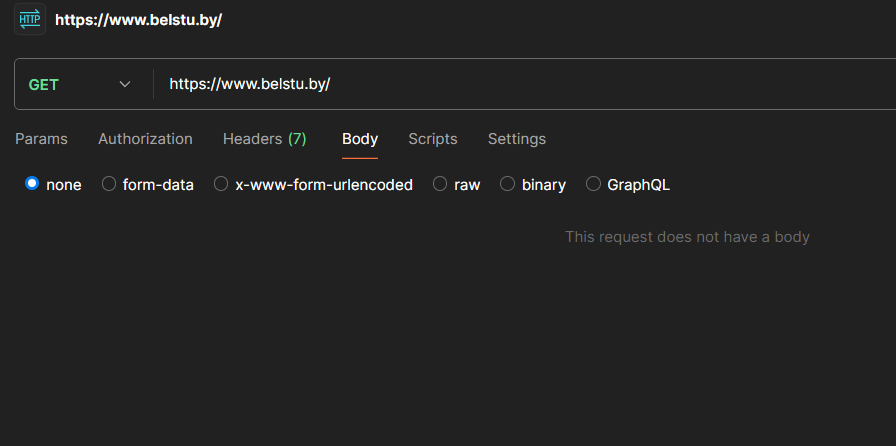 HTTP https://www.belstu.by/
GET https://www.belstu.by/
Params Authorization Headers (7) Body Scripts Settings
none form-data x-www-form-urlencoded raw binary GraphQL
This request does not have a body